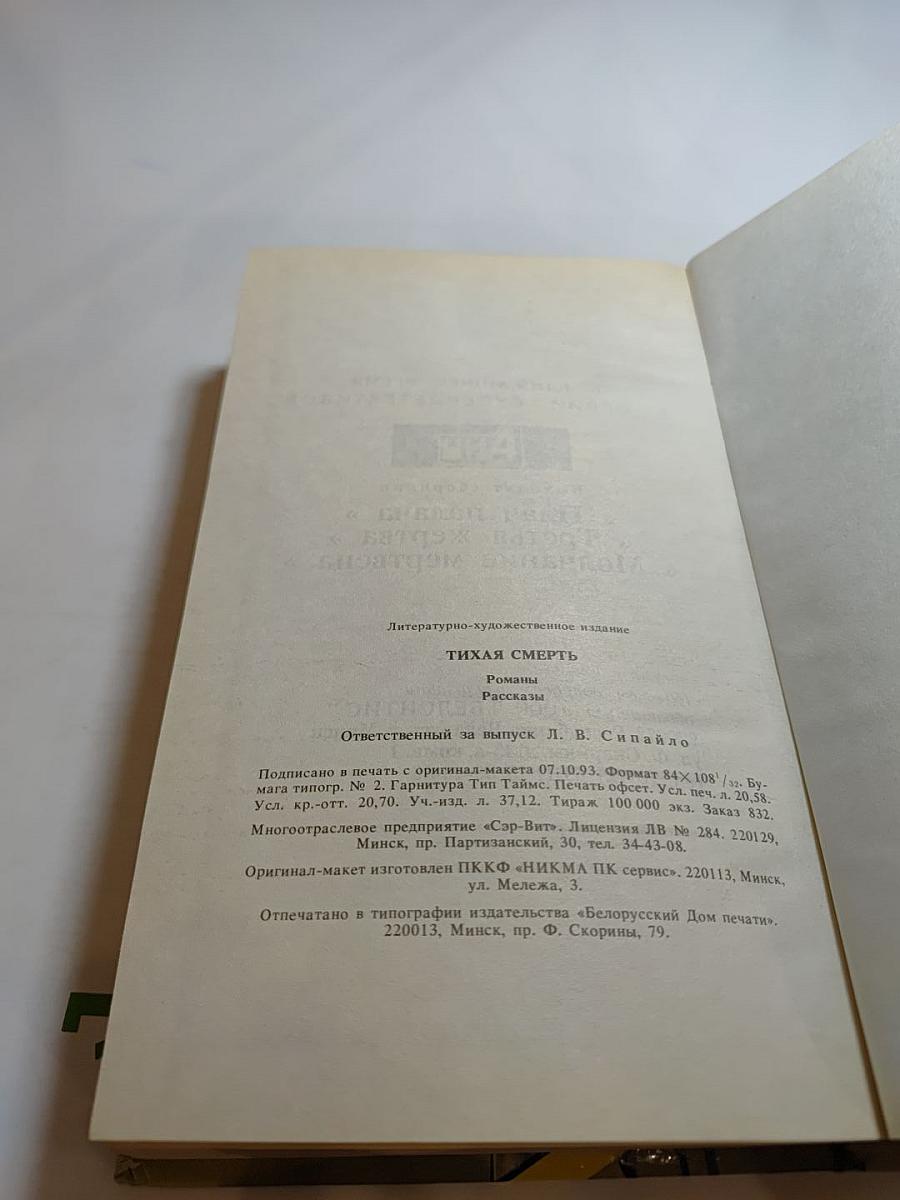 Литературно-художественное издание
ТИХАЯ СМЕРТЬ
Романы
Рассказы
Ответственный за выпуск Л. В. Сипайло
Подписано в печать с оригинал-макета 07.10.93. Формат 84×108¹/₃₂. Бу-
мага типогр. № 2. Гарнитура Тип Таймс. Печать офсет. Усл. печ. л. 20,58.
Усл. кр.-отт. 20,70. Уч.-изд. л. 37,12. Тираж 100 000 экз. Заказ 832.
Многоотраслевое предприятие «Сэр-Вит». Лицензия ЛВ № 284. 220129,
Минск, пр. Партизанский, 30, тел. 34-43-08.
Оригинал-макет изготовлен ПККФ «НИКМА ПК сервис». 220113, Минск,
ул. Мележа, 3.
Отпечатано в типографии издательства «Белорусский Дом печати».
220013, Минск, пр. Ф. Скорины, 79.